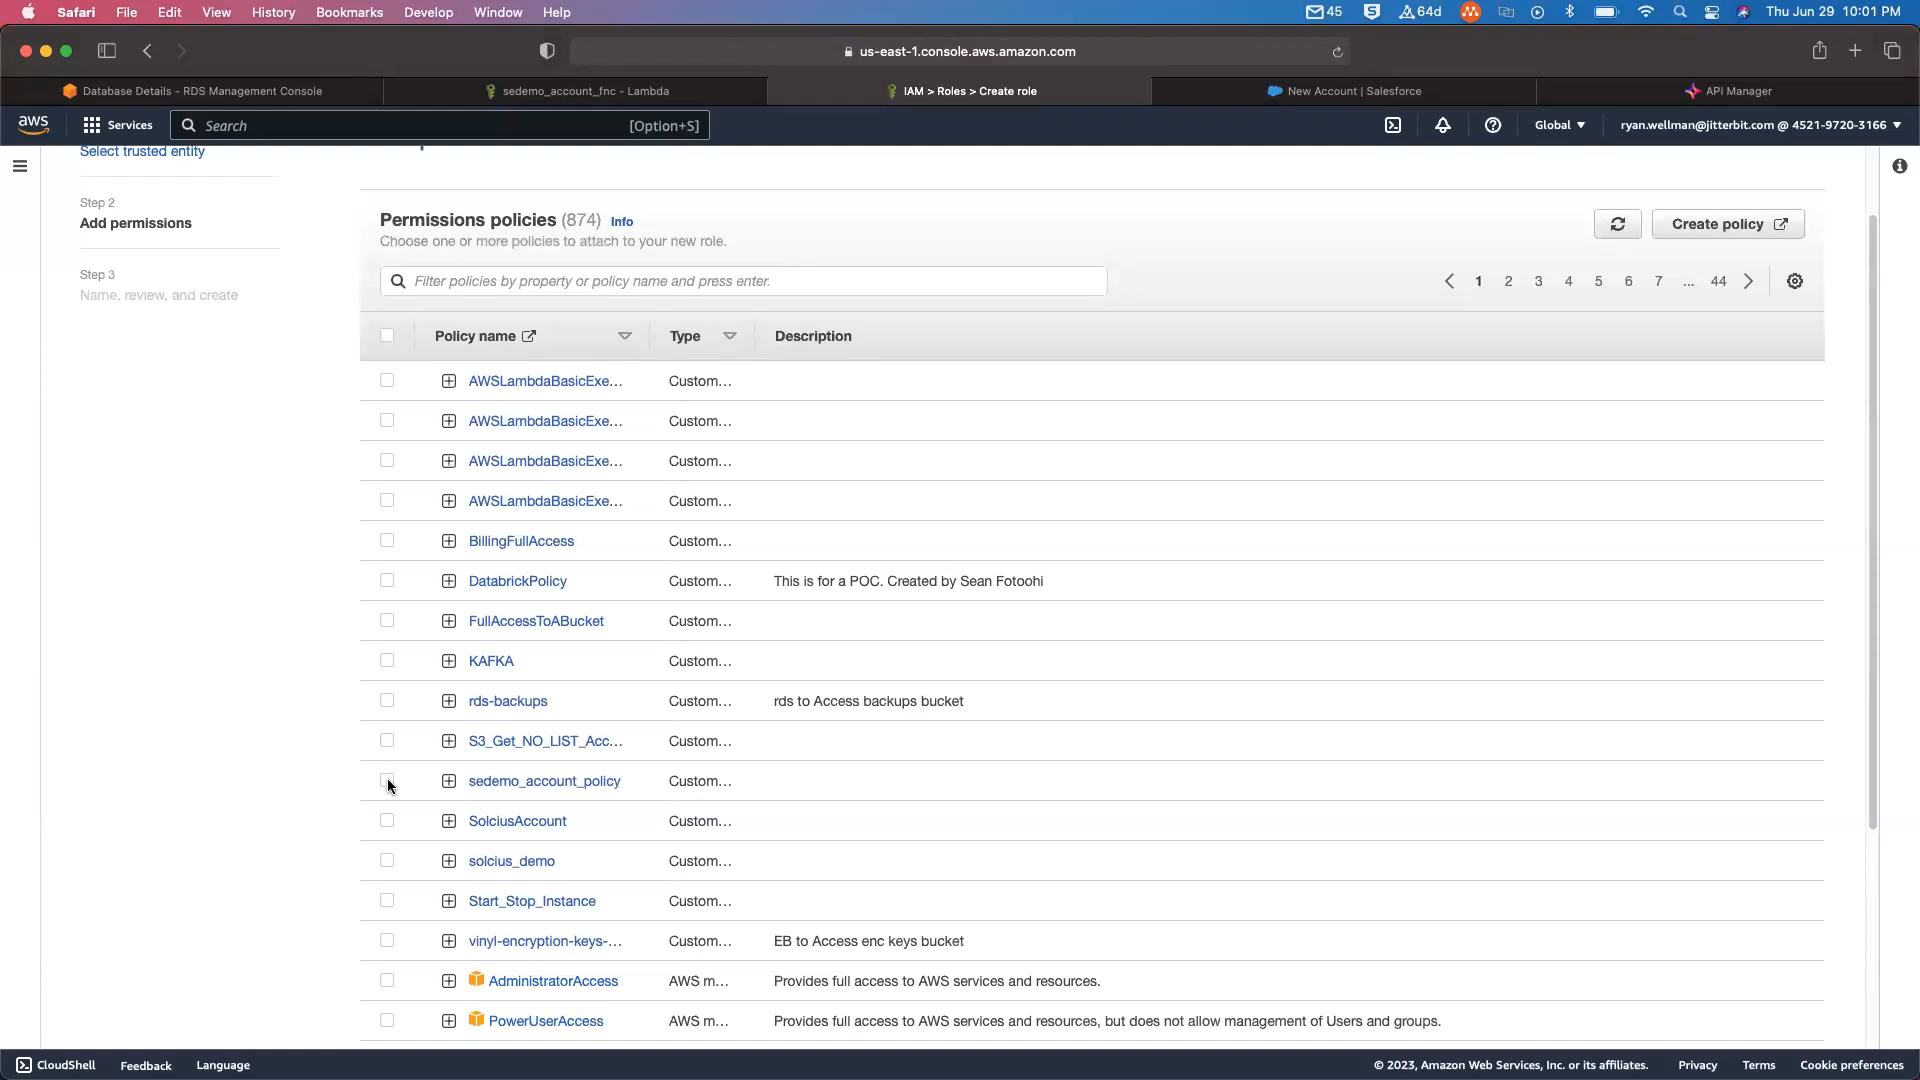 Safari File Edit View History Bookmarks Develop Window Help 45 64d Thu Jun 29 10:01 PM
us-east-1.console.aws.amazon.com
Database Details - RDS Management Console sedemo_account_fnc - Lambda IAM > Roles > Create role New Account | Salesforce API Manager
aws Services Search [Option+S] Global ryan.wellman@jitterbit.com @ 4521-9720-3166
Select trusted entity
Step 2
Add permissions
Step 3
Name, review, and create
Permissions policies (874) Info
Create policy
Choose one or more policies to attach to your new role.
Filter policies by property or policy name and press enter.
1 2 3 4 5 6 7 ... 44
Policy name Type Description
AWSLambdaBasicExe... Custom...
AWSLambdaBasicExe... Custom...
AWSLambdaBasicExe... Custom...
AWSLambdaBasicExe... Custom...
BillingFullAccess Custom...
DatabrickPolicy Custom... This is for a POC. Created by Sean Fotoohi
FullAccessToABucket Custom...
KAFKA Custom...
rds-backups Custom... rds to Access backups bucket
S3_Get_NO_LIST_Acc... Custom...
sedemo_account_policy Custom...
SolciusAccount Custom...
solcius_demo Custom...
Start_Stop_Instance Custom...
vinyl-encryption-keys-... Custom... EB to Access enc keys bucket
AdministratorAccess AWS m... Provides full access to AWS services and resources.
PowerUserAccess AWS m... Provides full access to AWS services and resources, but does not allow management of Users and groups.
CloudShell Feedback Language © 2023, Amazon Web Services, Inc. or its affiliates. Privacy Terms Cookie preferences